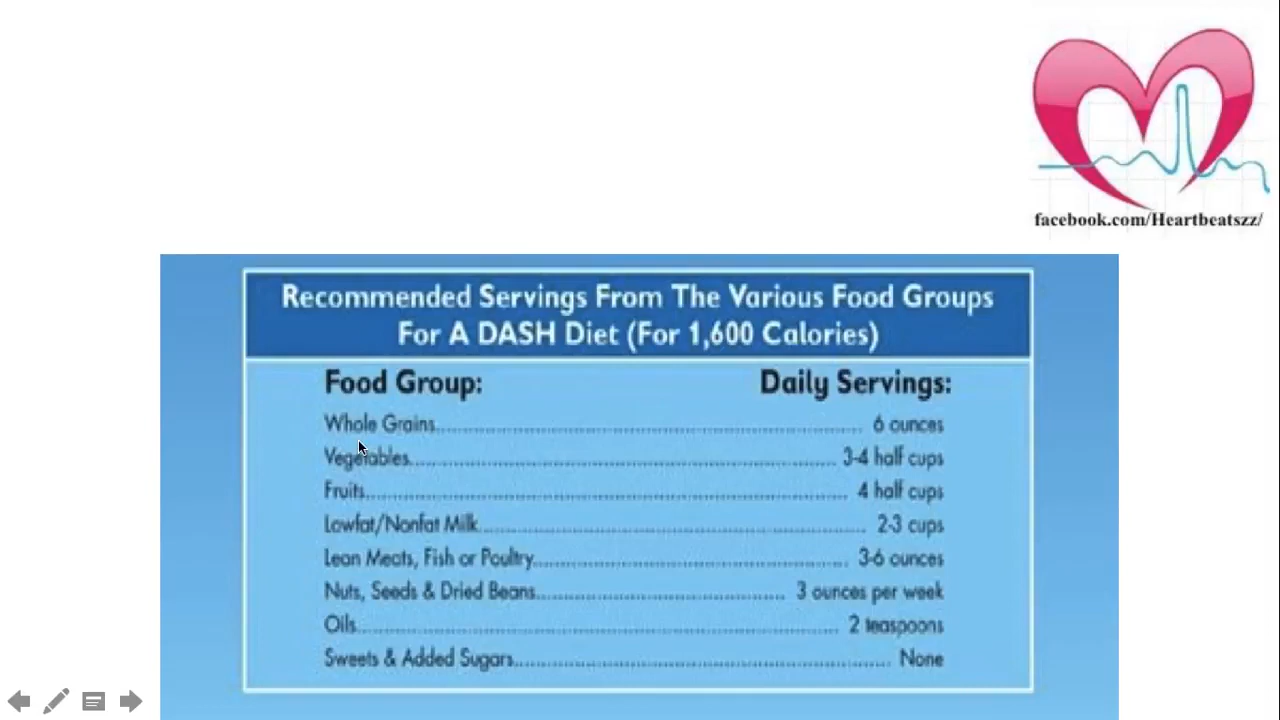 facebook.com/Heartbeatszz/
Recommended Servings From The Various Food Groups
For A DASH Diet (For 1,600 Calories)
Food Group: Daily Servings:
Whole Grains 6 ounces
Vegetables 3-4 half cups
Fruits 4 half cups
Lowfat/Nonfat Milk 2-3 cups
Lean Meats, Fish or Poultry 3-6 ounces
Nuts, Seeds & Dried Beans 3 ounces per week
Oils 2 teaspoons
Sweets & Added Sugars None